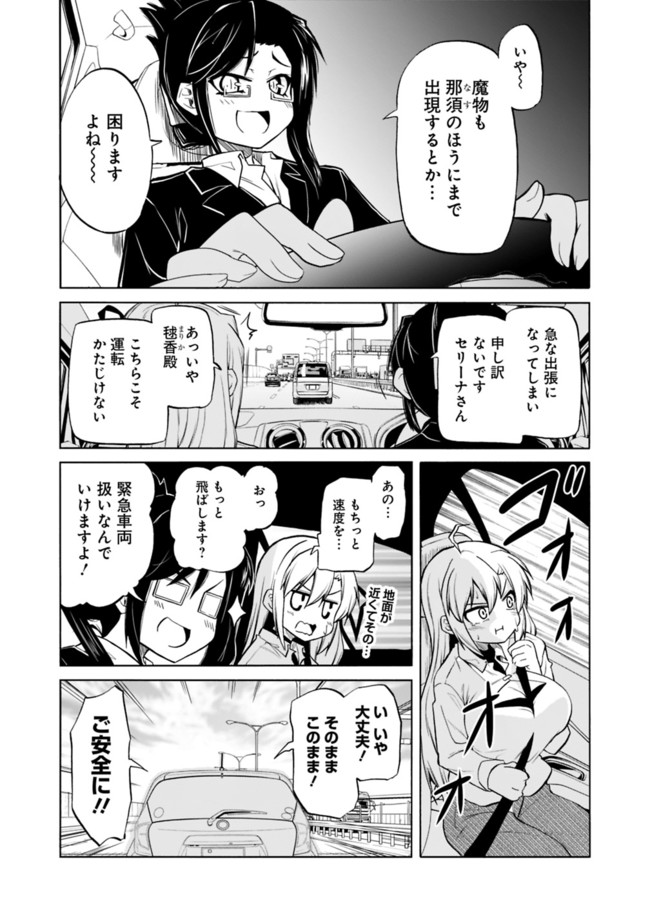 いや〜
魔物も
那須のほうにまで
なす
出現するとか…
困ります
よね〜〜
急な出張に
なってしまい
申し訳
ないです
セリーナさん
あっいや
毬香殿
まりか
こちらこそ
運転
かたじけない
ゴオオオ
あの…
もちっと
速度を…
地面が
近くてその…
おっ
もっと
飛ばします?
緊急車両
扱いなんで
いけますよ!
い いや
大丈夫!
そのまま
このまま!
ご安全に!!